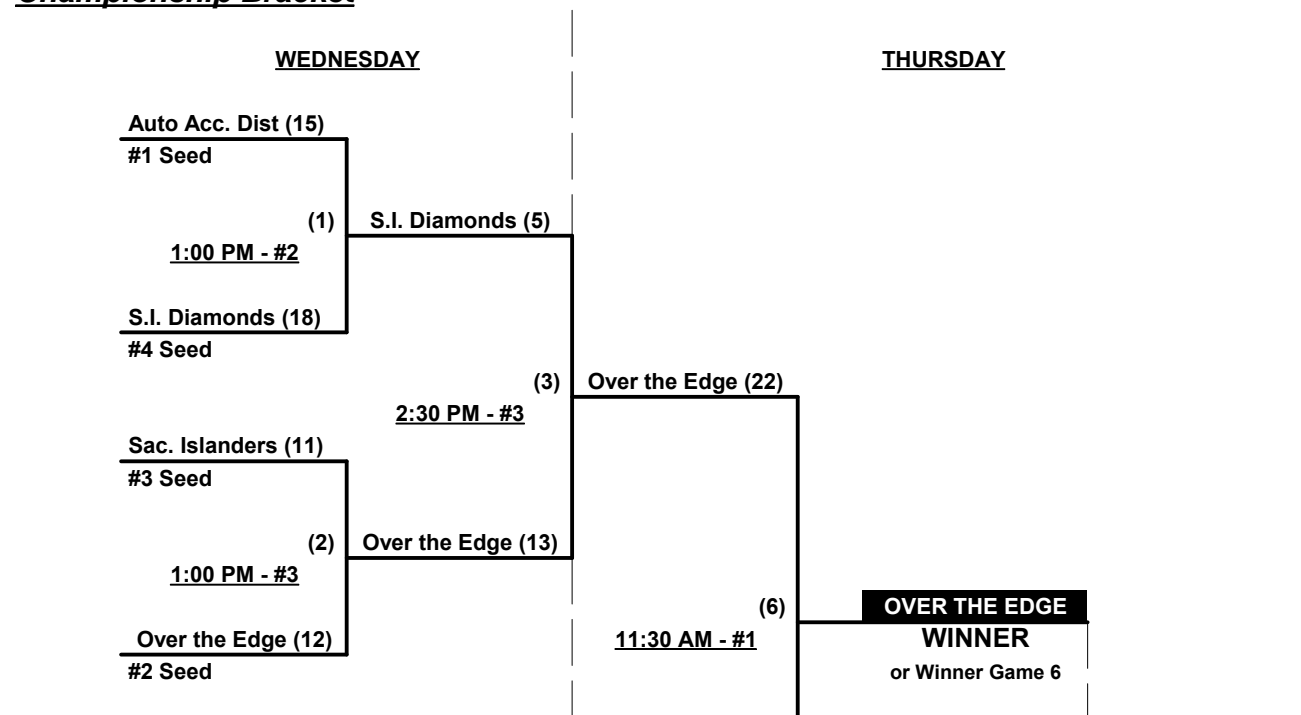 Championship Bracket
WEDNESDAY
THURSDAY
Auto Acc. Dist (15)
#1 Seed
(1)
S.I. Diamonds (5)
1:00 PM - #2
S.I. Diamonds (18)
#4 Seed
(3)
Over the Edge (22)
2:30 PM - #3
Sac. Islanders (11)
#3 Seed
(2)
Over the Edge (13)
1:00 PM - #3
(6)
OVER THE EDGE
11:30 AM - #1
WINNER
or Winner Game 6
Over the Edge (12)
#2 Seed